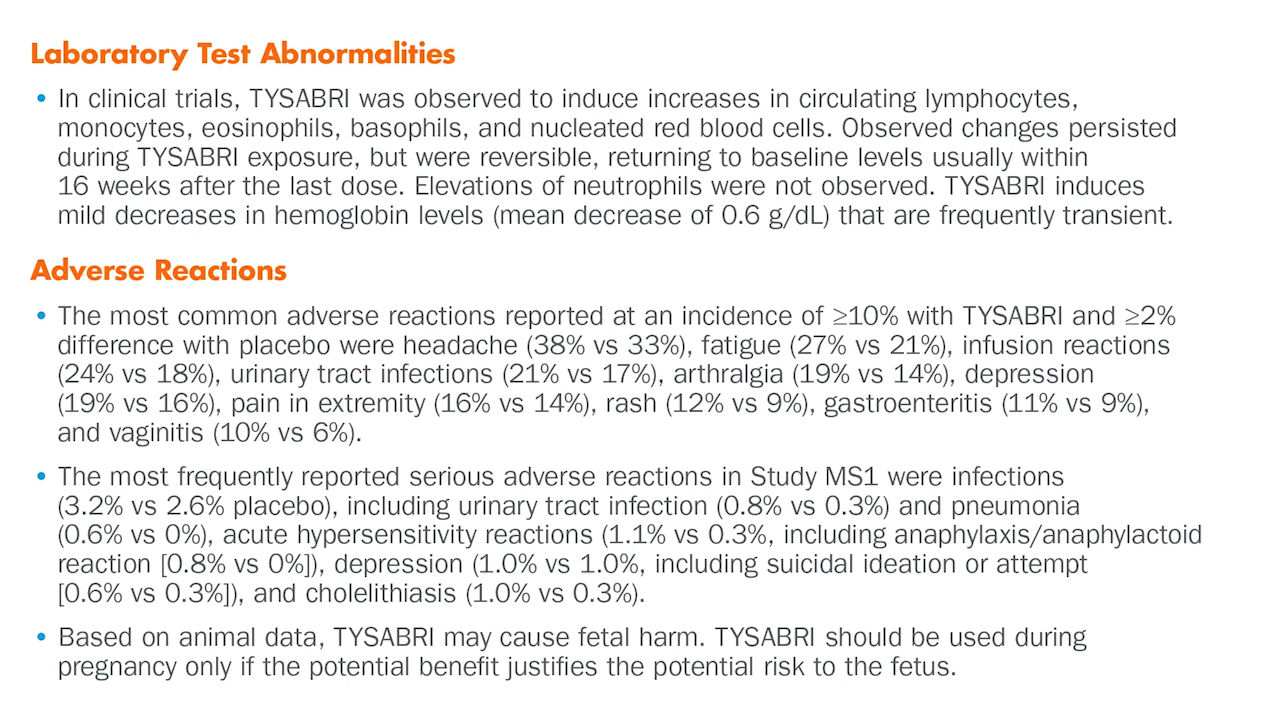 Laboratory Test Abnormalities
• In clinical trials, TYSABRI was observed to induce increases in circulating lymphocytes,
monocytes, eosinophils, basophils, and nucleated red blood cells. Observed changes persisted
during TYSABRI exposure, but were reversible, returning to baseline levels usually within
16 weeks after the last dose. Elevations of neutrophils were not observed. TYSABRI induces
mild decreases in hemoglobin levels (mean decrease of 0.6 g/dL) that are frequently transient.
Adverse Reactions
• The most common adverse reactions reported at an incidence of ≥10% with TYSABRI and ≥2%
difference with placebo were headache (38% vs 33%), fatigue (27% vs 21%), infusion reactions
(24% vs 18%), urinary tract infections (21% vs 17%), arthralgia (19% vs 14%), depression
(19% vs 16%), pain in extremity (16% vs 14%), rash (12% vs 9%), gastroenteritis (11% vs 9%),
and vaginitis (10% vs 6%).
• The most frequently reported serious adverse reactions in Study MS1 were infections
(3.2% vs 2.6% placebo), including urinary tract infection (0.8% vs 0.3%) and pneumonia
(0.6% vs 0%), acute hypersensitivity reactions (1.1% vs 0.3%, including anaphylaxis/anaphylactoid
reaction [0.8% vs 0%]), depression (1.0% vs 1.0%, including suicidal ideation or attempt
[0.6% vs 0.3%]), and cholelithiasis (1.0% vs 0.3%).
• Based on animal data, TYSABRI may cause fetal harm. TYSABRI should be used during
pregnancy only if the potential benefit justifies the potential risk to the fetus.